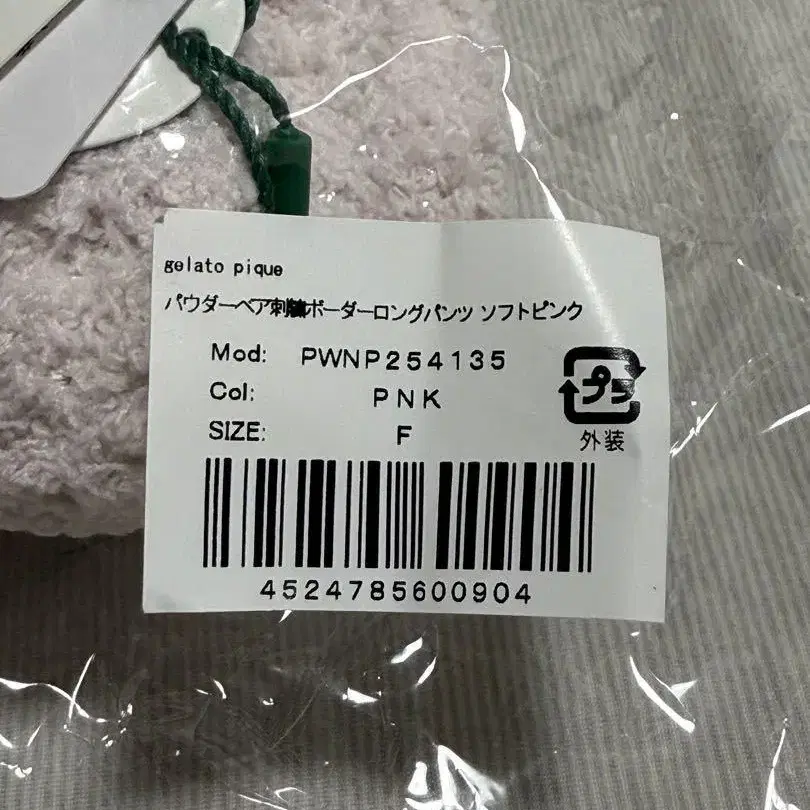 gelato pique
パウダーベア刺繍ボーダーロングパンツ ソフトピンク
Mod: PWNP254135
Col: PNK
SIZE: F
プラ
外装
4524785600904